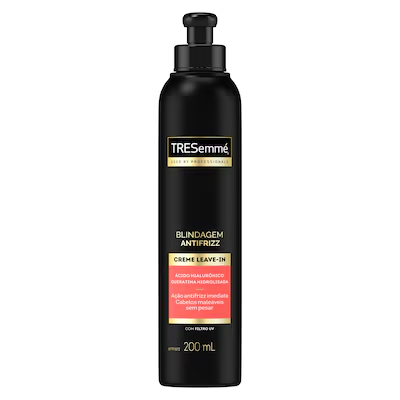 TRESemmé
USED BY PROFESSIONALS
BLINDAGEM
ANTIFRIZZ
CREME LEAVE-IN
ÁCIDO HIALURÔNICO
QUERATINA HIDROLISADA
Ação antifrizz imediata
Cabelos maleáveis
sem pesar
COM FILTRO UV
200 mL